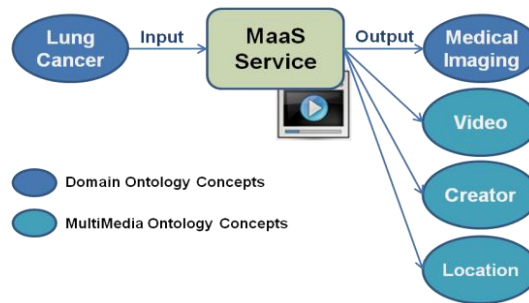 Lung
Cancer
Input
MaaS
Service
Output
Medical
Imaging
Video
Creator
Location
Domain Ontology Concepts
MultiMedia Ontology Concepts